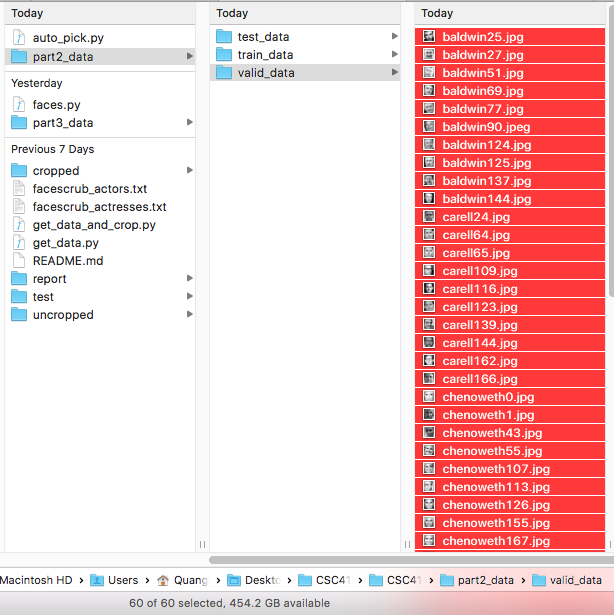 Today
auto_pick.py
part2_data
Yesterday
faces.py
part3_data
Previous 7 Days
cropped
facescrub_actors.txt
facescrub_actresses.txt
get_data_and_crop.py
get_data.py
README.md
report
test
uncropped
Today
test_data
train_data
valid_data
Today
baldwin25.jpg
baldwin27.jpg
baldwin51.jpg
baldwin69.jpg
baldwin77.jpg
baldwin90.jpeg
baldwin124.jpg
baldwin125.jpg
baldwin137.jpg
baldwin144.jpg
carell24.jpg
carell64.jpg
carell65.jpg
carell109.jpg
carell116.jpg
carell123.jpg
carell139.jpg
carell144.jpg
carell162.jpg
carell166.jpg
chenoweth0.jpg
chenoweth1.jpg
chenoweth43.jpg
chenoweth55.jpg
chenoweth107.jpg
chenoweth113.jpg
chenoweth126.jpg
chenoweth155.jpg
chenoweth167.jpg
Macintosh HD Users Quang Deskto CSC41 CSC41 part2_data valid_data
60 of 60 selected, 454.2 GB available